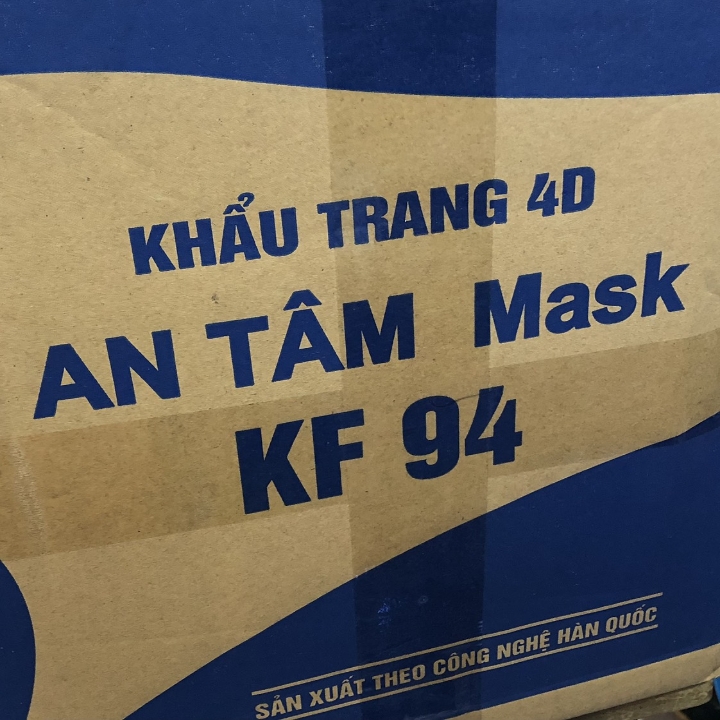 KHẨU TRANG 4D
AN TÂM Mask
KF 94
SẢN XUẤT THEO CÔNG NGHỆ HÀN QUỐC